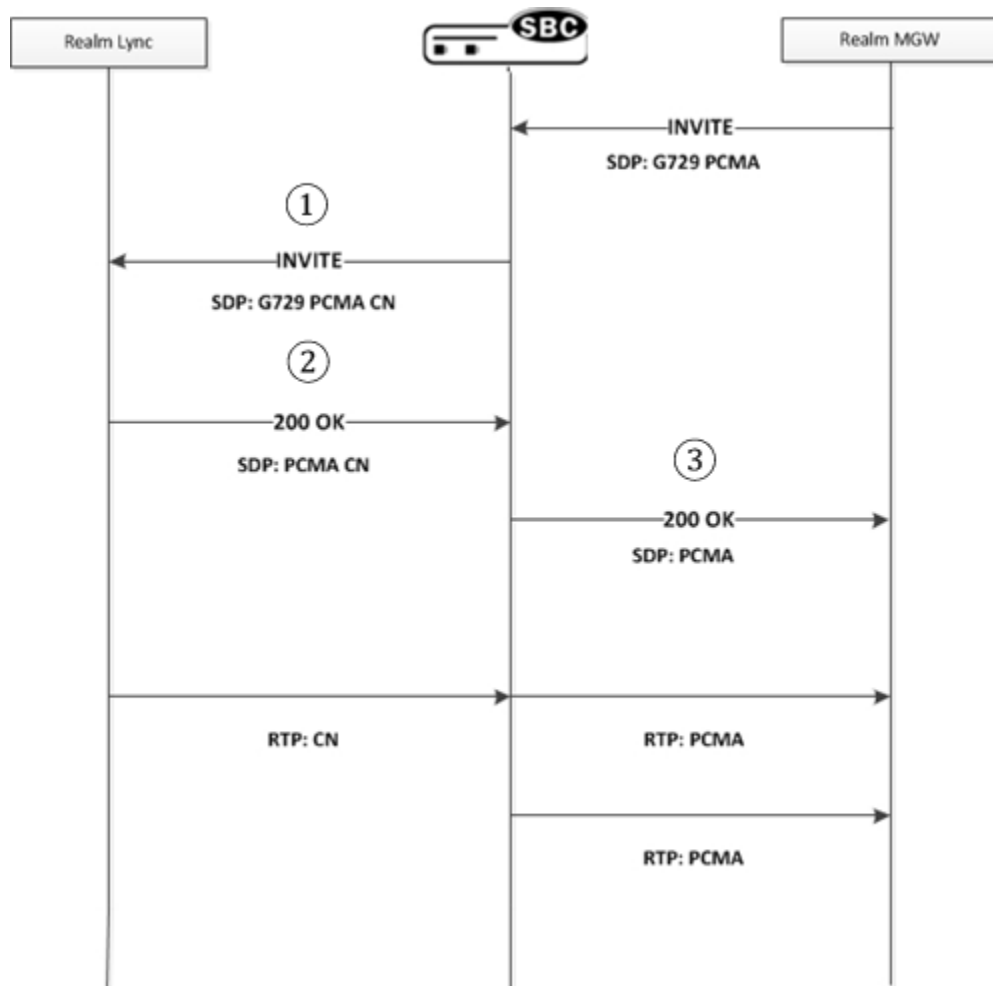 Realm Lync
SBC
Realm MGW
INVITE
SDP: G729 PCMA
1
INVITE
SDP: G729 PCMA CN
2
200 OK
SDP: PCMA CN
3
200 OK
SDP: PCMA
RTP: CN
RTP: PCMA
RTP: PCMA